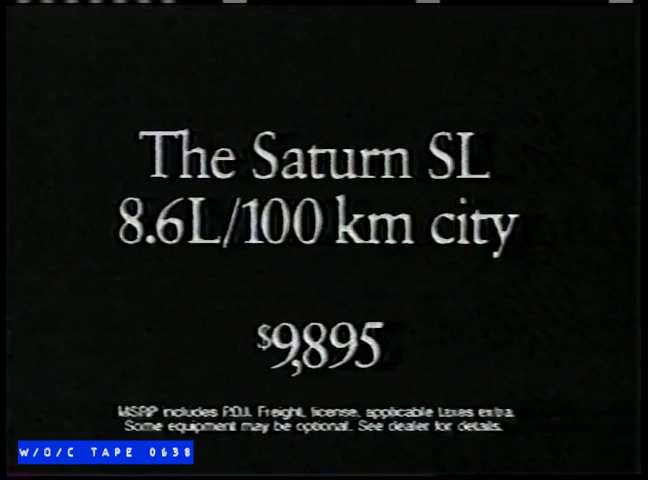 The Saturn SL
8.6L/100 km city
$9,895
MSRP includes P.D.I. Freight, license, applicable taxes extra.
Some equipment may be optional. See dealer for details.
W/O/C TAPE 0638